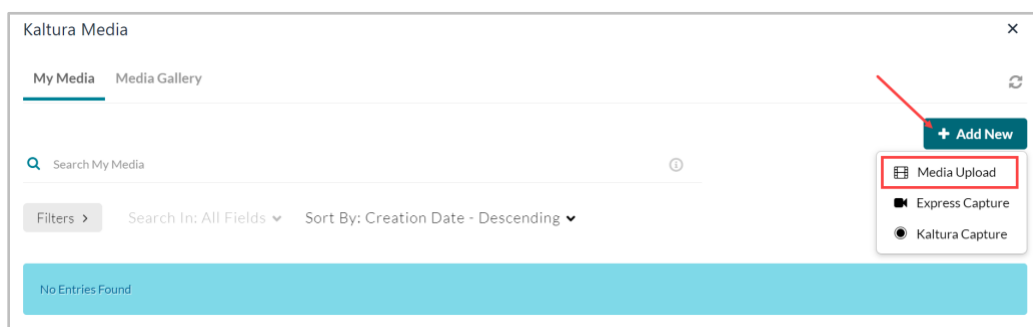 Kaltura Media
My Media Media Gallery
+ Add New
Search My Media
Media Upload
Express Capture
Kaltura Capture
Filters > Search In: All Fields Sort By: Creation Date - Descending
No Entries Found